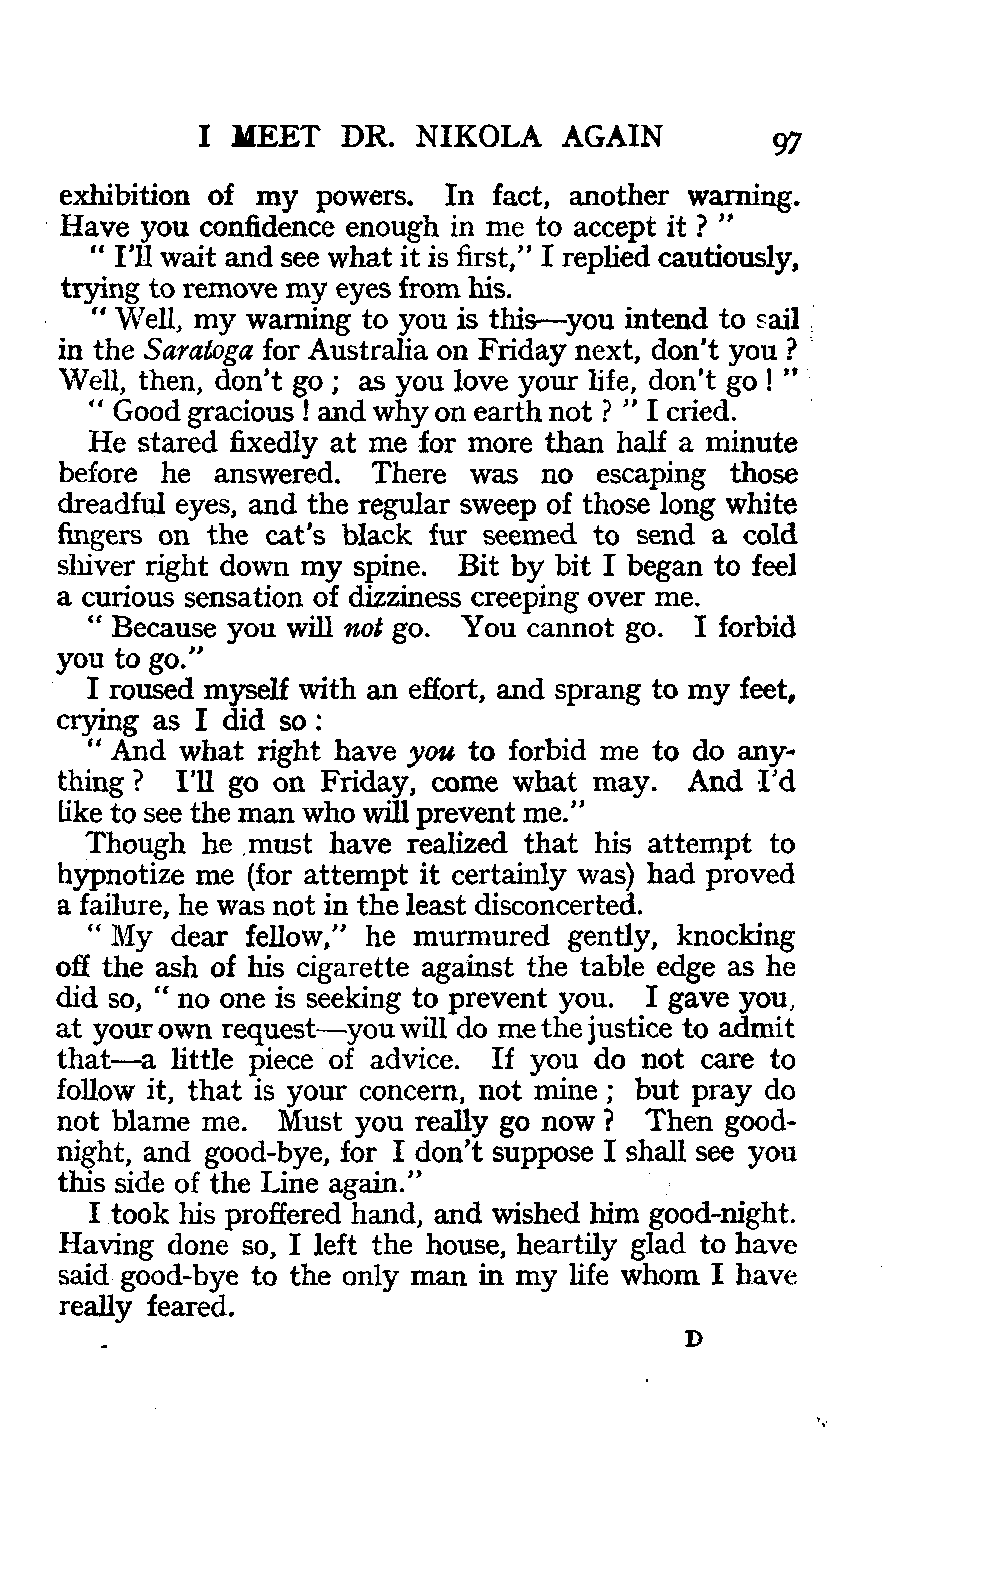 I MEET DR. NIKOLA AGAIN 97
exhibition of my powers. In fact, another warning.
Have you confidence enough in me to accept it ? ”
“ I’ll wait and see what it is first,” I replied cautiously,
trying to remove my eyes from his.
“ Well, my warning to you is this—you intend to sail
in the Saratoga for Australia on Friday next, don’t you ?
Well, then, don’t go ; as you love your life, don’t go ! ”
“ Good gracious ! and why on earth not ? ” I cried.
He stared fixedly at me for more than half a minute
before he answered. There was no escaping those
dreadful eyes, and the regular sweep of those long white
fingers on the cat’s black fur seemed to send a cold
shiver right down my spine. Bit by bit I began to feel
a curious sensation of dizziness creeping over me.
“ Because you will not go. You cannot go. I forbid
you to go.”
I roused myself with an effort, and sprang to my feet,
crying as I did so :
“ And what right have you to forbid me to do any-
thing ? I’ll go on Friday, come what may. And I’d
like to see the man who will prevent me.”
Though he must have realized that his attempt to
hypnotize me (for attempt it certainly was) had proved
a failure, he was not in the least disconcerted.
“ My dear fellow,” he murmured gently, knocking
off the ash of his cigarette against the table edge as he
did so, “ no one is seeking to prevent you. I gave you,
at your own request—you will do me the justice to admit
that—a little piece of advice. If you do not care to
follow it, that is your concern, not mine ; but pray do
not blame me. Must you really go now ? Then good-
night, and good-bye, for I don’t suppose I shall see you
this side of the Line again.”
I took his proffered hand, and wished him good-night.
Having done so, I left the house, heartily glad to have
said good-bye to the only man in my life whom I have
really feared.
D